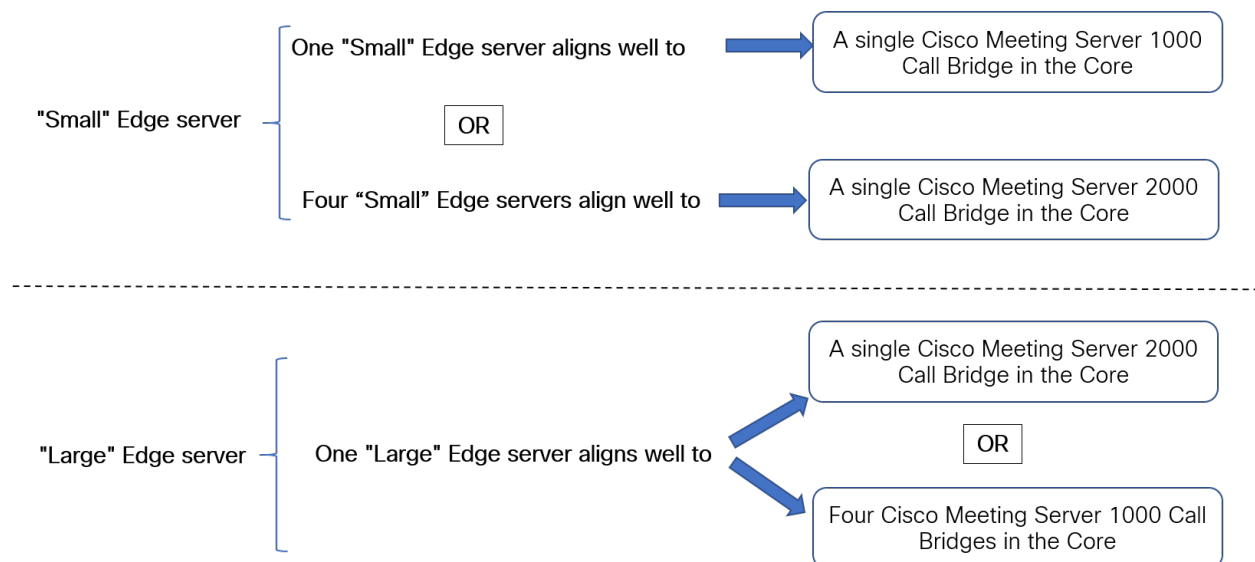 One "Small" Edge server aligns well to
A single Cisco Meeting Server 1000
Call Bridge in the Core
"Small" Edge server
OR
Four “Small” Edge servers align well to
A single Cisco Meeting Server 2000
Call Bridge in the Core
"Large" Edge server
One "Large" Edge server aligns well to
A single Cisco Meeting Server 2000
Call Bridge in the Core
OR
Four Cisco Meeting Server 1000 Call
Bridges in the Core